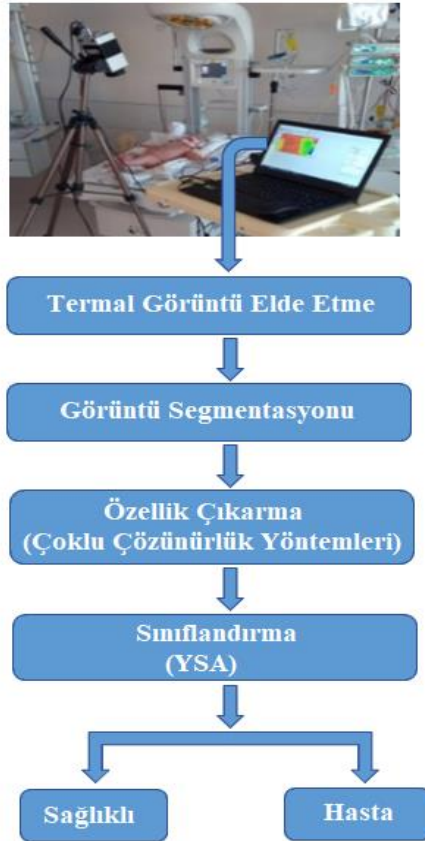 Termal Görüntü Elde Etme
Görüntü Segmentasyonu
Özellik Çıkarma
(Çoklu Çözünürlük Yöntemleri)
Sınıflandırma
(YSA)
Sağlıklı
Hasta